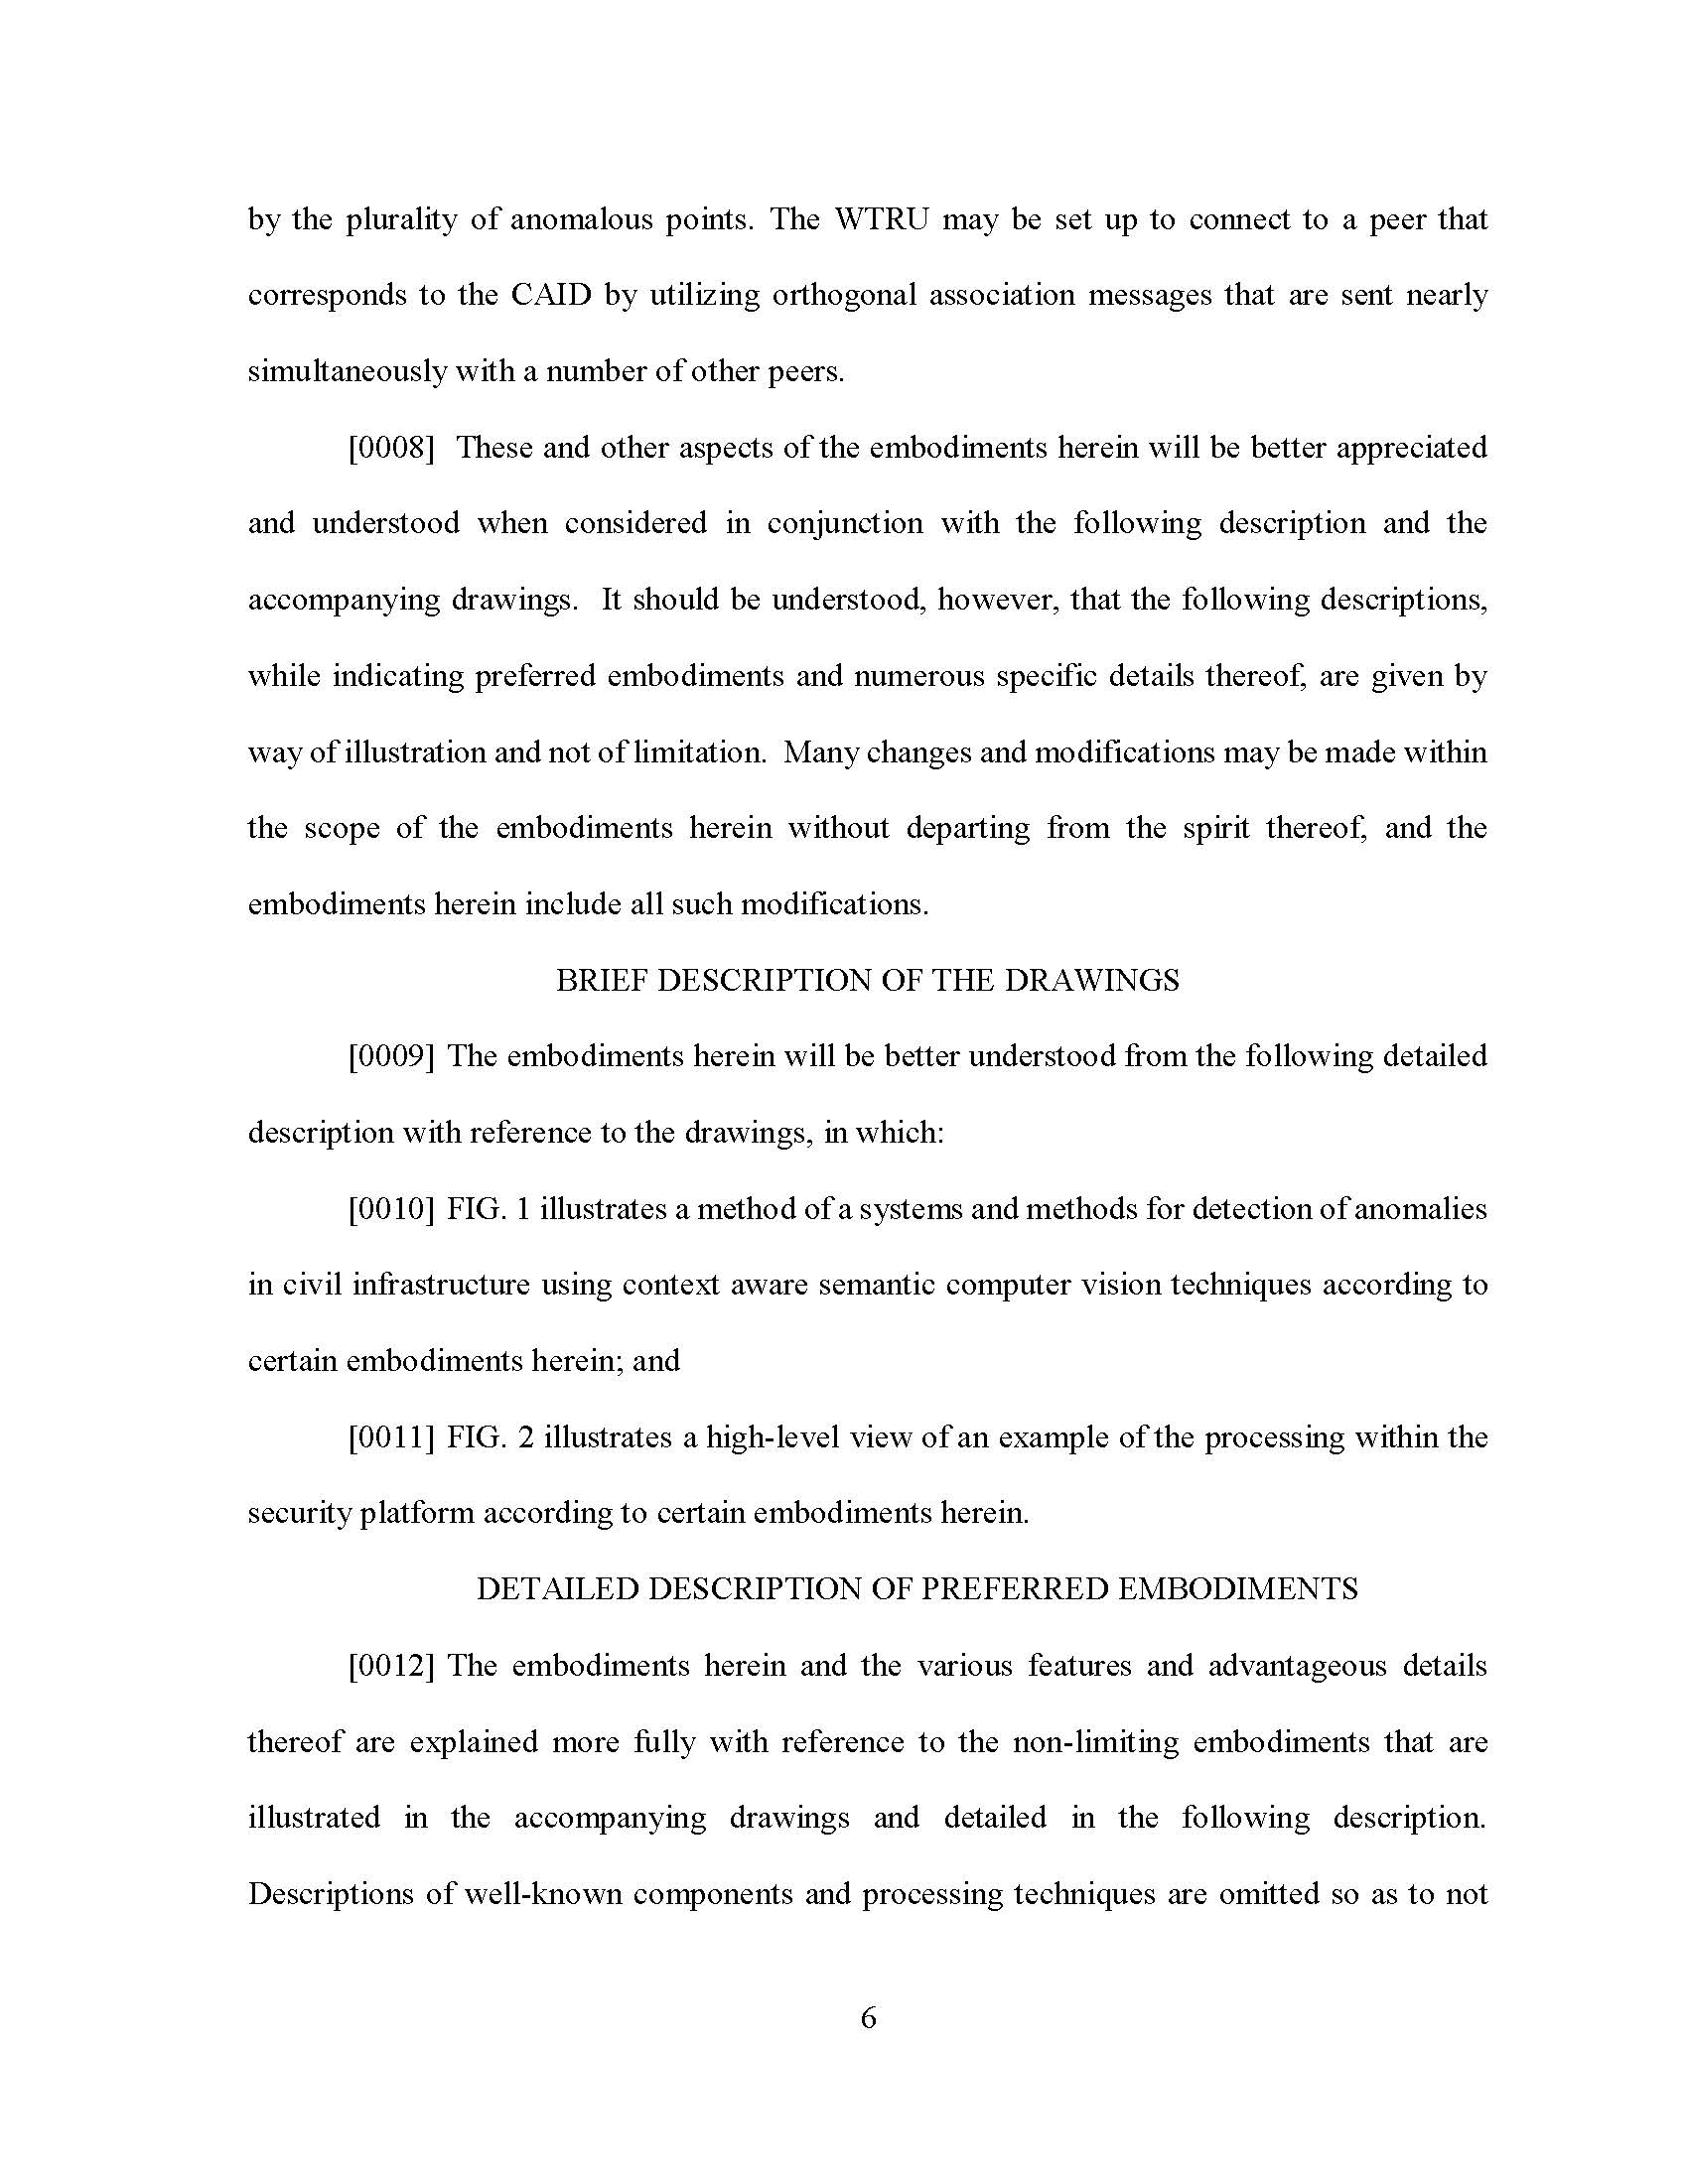 by the plurality of anomalous points. The WTRU may be set up to connect to a peer that
corresponds to the CAID by utilizing orthogonal association messages that are sent nearly
simultaneously with a number of other peers.
[0008] These and other aspects of the embodiments herein will be better appreciated
and understood when considered in conjunction with the following description and the
accompanying drawings. It should be understood, however, that the following descriptions,
while indicating preferred embodiments and numerous specific details thereof, are given by
way of illustration and not of limitation. Many changes and modifications may be made within
the scope of the embodiments herein without departing from the spirit thereof, and the
embodiments herein include all such modifications.
BRIEF DESCRIPTION OF THE DRAWINGS
[0009] The embodiments herein will be better understood from the following detailed
description with reference to the drawings, in which:
[0010] FIG. 1 illustrates a method of a systems and methods for detection of anomalies
in civil infrastructure using context aware semantic computer vision techniques according to
certain embodiments herein; and
[0011] FIG. 2 illustrates a high-level view of an example of the processing within the
security platform according to certain embodiments herein.
DETAILED DESCRIPTION OF PREFERRED EMBODIMENTS
[0012] The embodiments herein and the various features and advantageous details
thereof are explained more fully with reference to the non-limiting embodiments that are
illustrated in the accompanying drawings and detailed in the following description.
Descriptions of well-known components and processing techniques are omitted so as to not
6